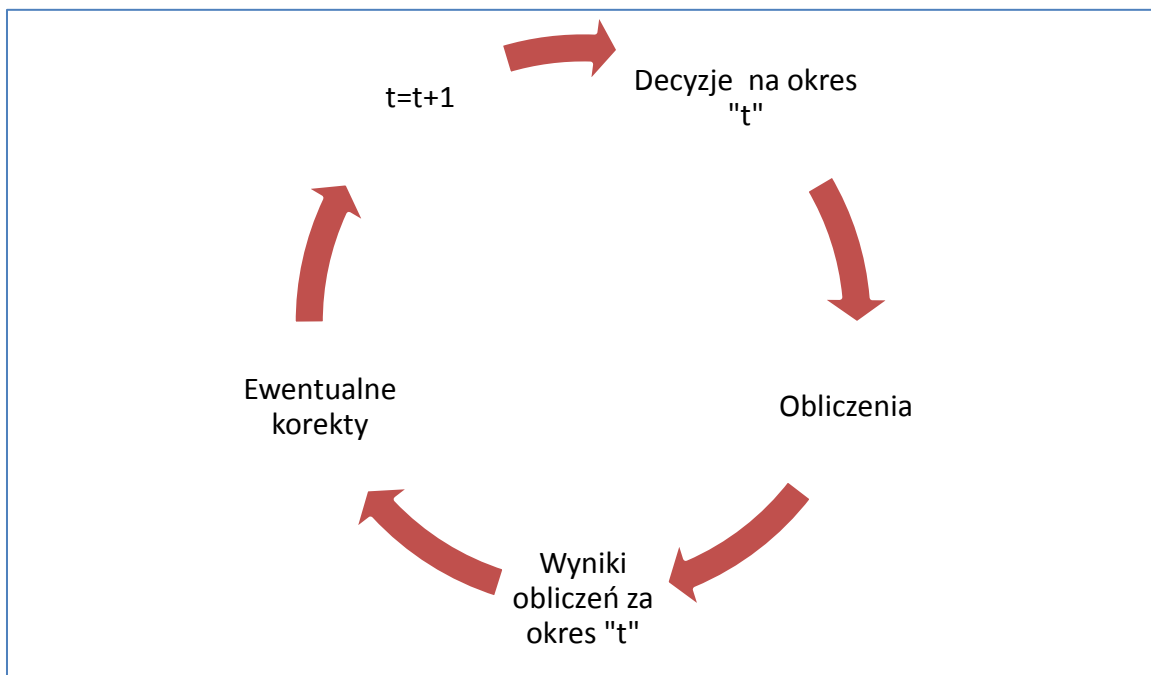 t=t+1
Decyzje na okres
"t"
Obliczenia
Wyniki
obliczeń za
okres "t"
Ewentualne
korekty